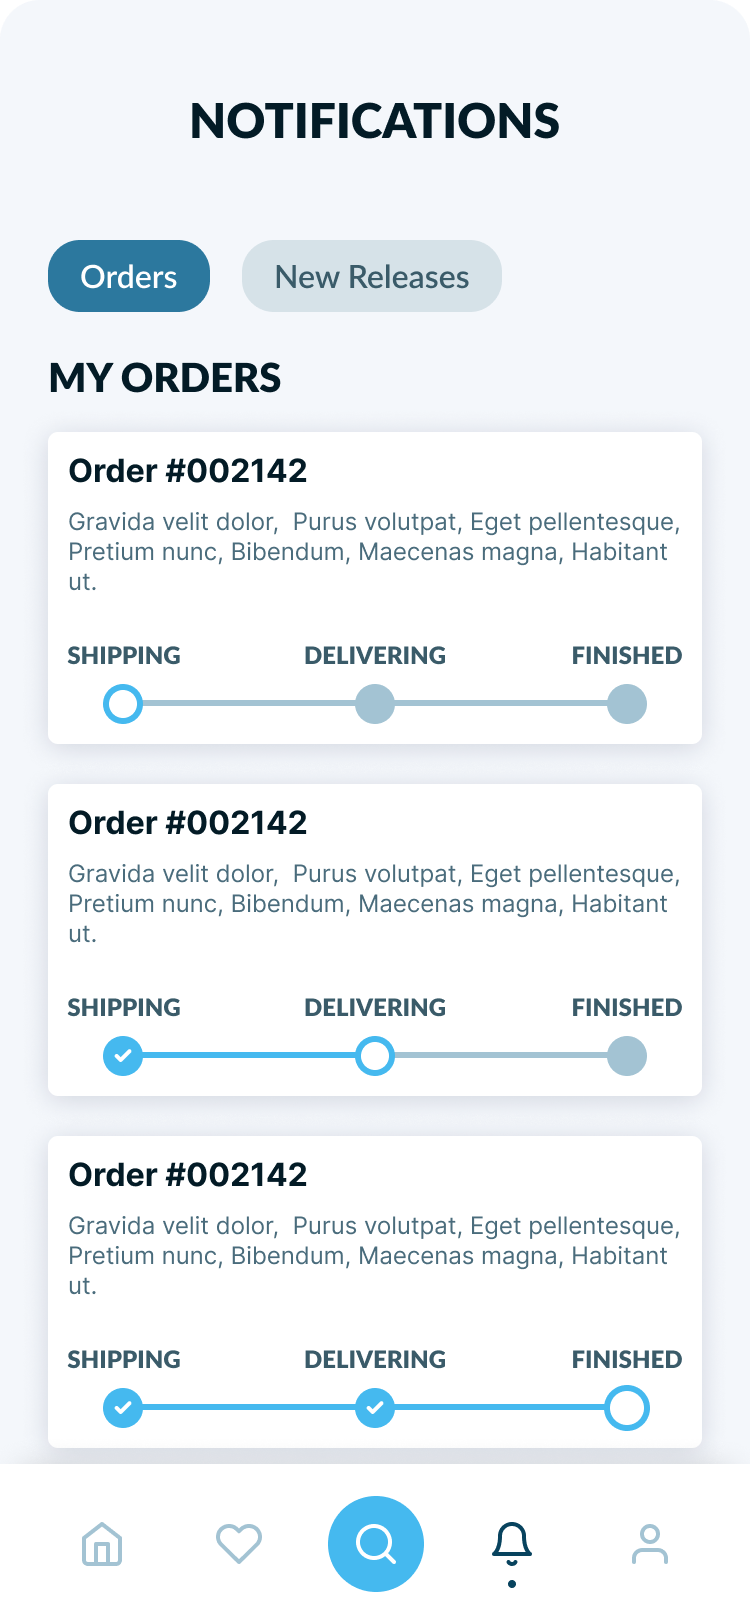 NOTIFICATIONS
Orders New Releases
MY ORDERS
Order #002142
Gravida velit dolor,  Purus volutpat, Eget pellentesque,
Pretium nunc, Bibendum, Maecenas magna, Habitant
ut.
SHIPPING DELIVERING FINISHED
Order #002142
Gravida velit dolor,  Purus volutpat, Eget pellentesque,
Pretium nunc, Bibendum, Maecenas magna, Habitant
ut.
SHIPPING DELIVERING FINISHED
Order #002142
Gravida velit dolor,  Purus volutpat, Eget pellentesque,
Pretium nunc, Bibendum, Maecenas magna, Habitant
ut.
SHIPPING DELIVERING FINISHED